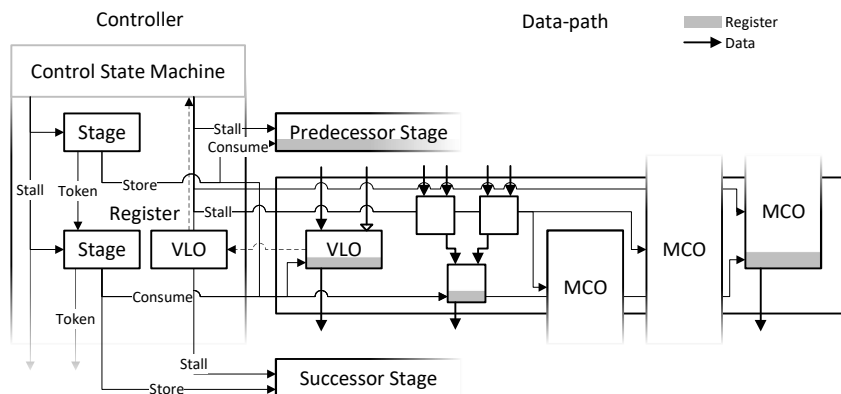 Controller
Data-path
Register
Data
Control State Machine
Stage
Stall
Predecessor Stage
Consume
Stall
Token
Store
Register
Stall
MCO
Stage
VLO
VLO
MCO
MCO
Consume
Token
Stall
Successor Stage
Store